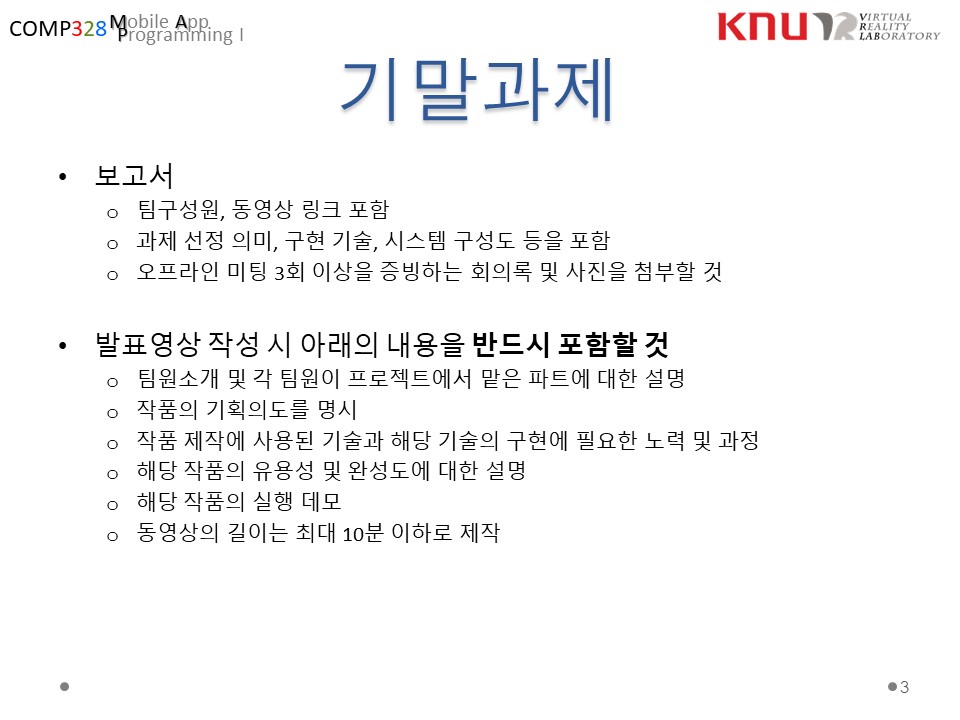 COMP328 Mobile App
Programming I
KNU VR VIRTUAL
REALITY
LABORATORY
기말과제
• 보고서
o 팀구성원, 동영상 링크 포함
o 과제 선정 의미, 구현 기술, 시스템 구성도 등을 포함
o 오프라인 미팅 3회 이상을 증빙하는 회의록 및 사진을 첨부할 것
• 발표영상 작성 시 아래의 내용을 반드시 포함할 것
o 팀원소개 및 각 팀원이 프로젝트에서 맡은 파트에 대한 설명
o 작품의 기획의도를 명시
o 작품 제작에 사용된 기술과 해당 기술의 구현에 필요한 노력 및 과정
o 해당 작품의 유용성 및 완성도에 대한 설명
o 해당 작품의 실행 데모
o 동영상의 길이는 최대 10분 이하로 제작
3